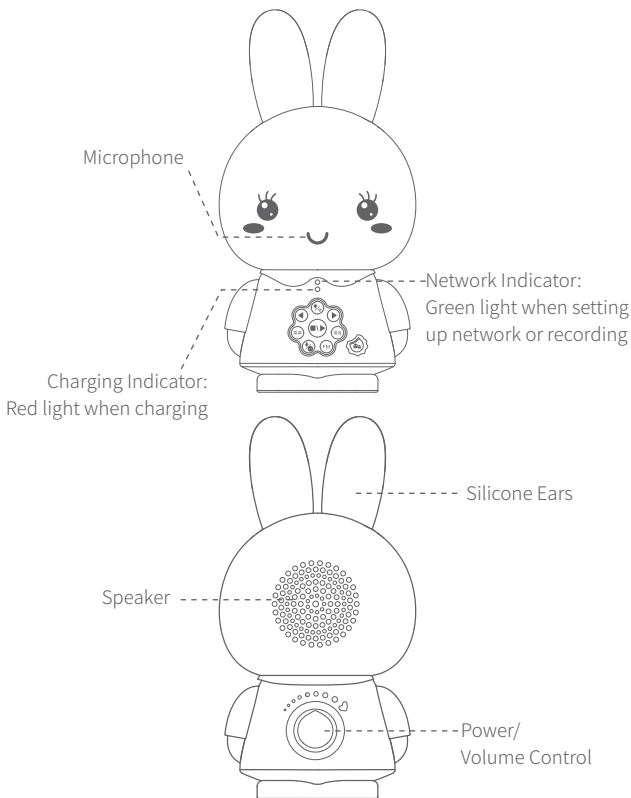 Microphone
Network Indicator:
Green light when setting
up network or recording
FM
Charging Indicator:
Red light when charging
Silicone Ears
Speaker
Power/
Volume Control